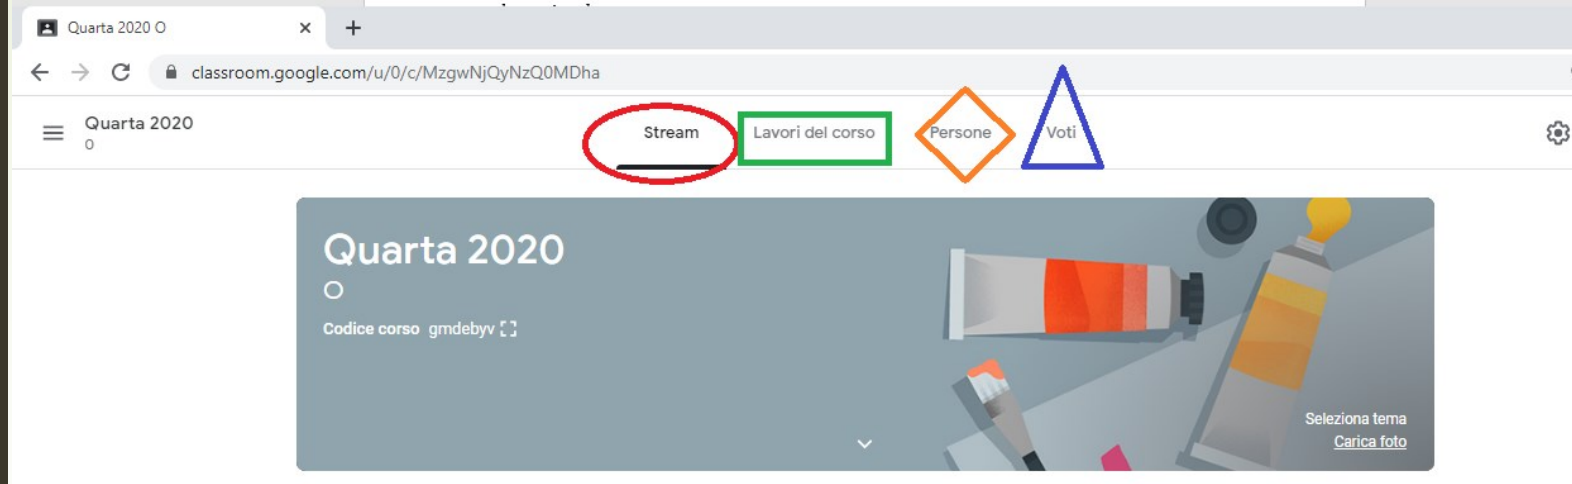 Quarta 2020 O
classroom.google.com/u/0/c/MzgwNjQyNzQ0MDha
Quarta 2020
O
Stream
Lavori del corso
Persone
Voti
Quarta 2020
O
Codice corso gmdebyv
Seleziona tema
Carica foto